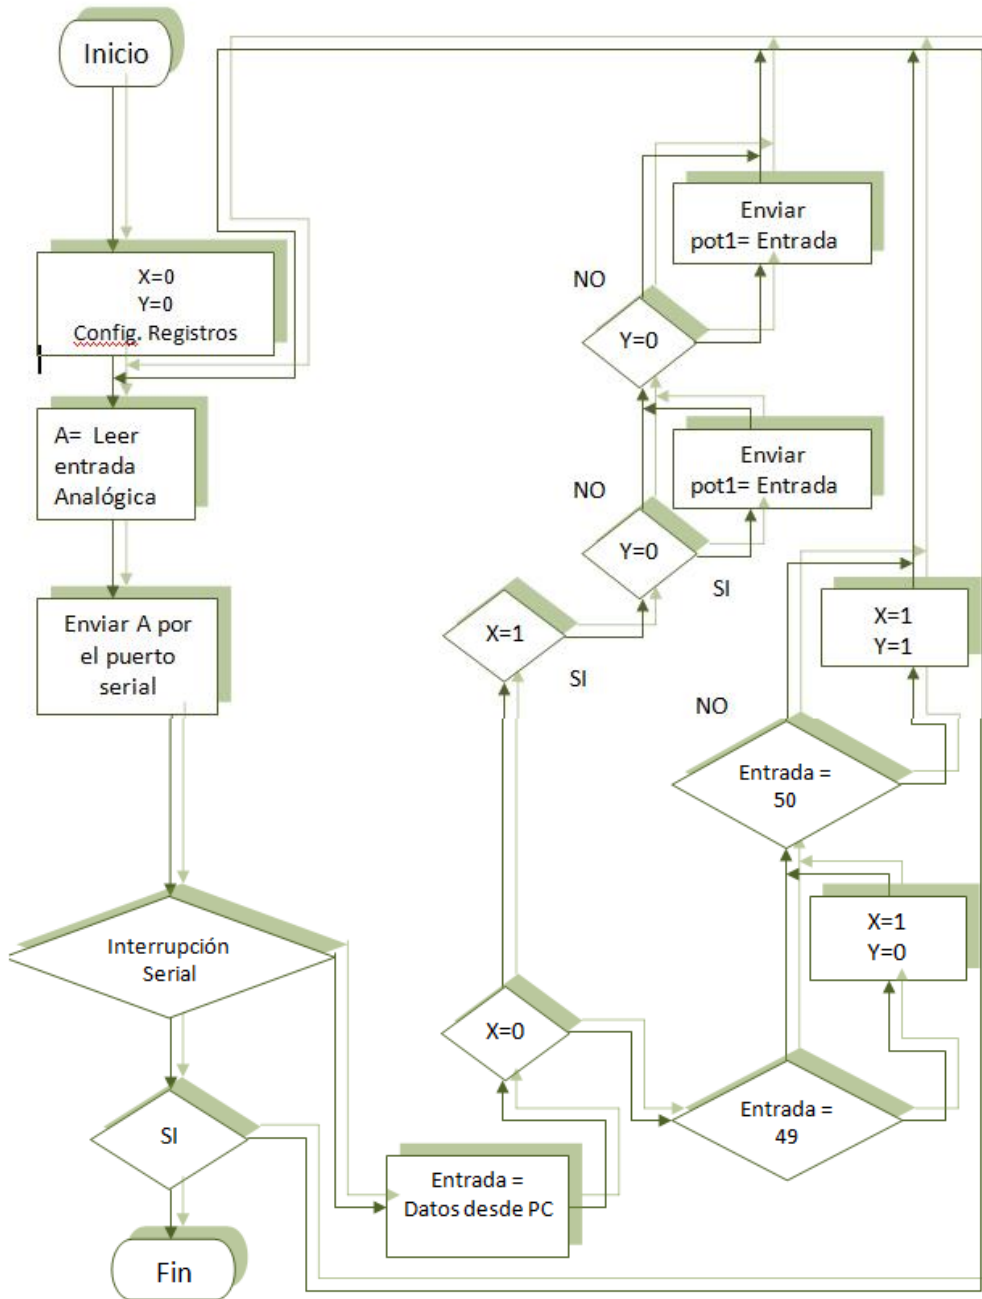 Inicio
X=0
Y=0
Config. Registros
A= Leer
entrada
Analógica
Enviar A por
el puerto
serial
Interrupción
Serial
SI
Fin
Entrada =
Datos desde PC
X=0
X=1
SI
Y=0
NO
SI
Enviar
pot1= Entrada
Y=0
NO
Enviar
pot1= Entrada
Entrada =
49
X=1
Y=0
Entrada =
50
NO
X=1
Y=1